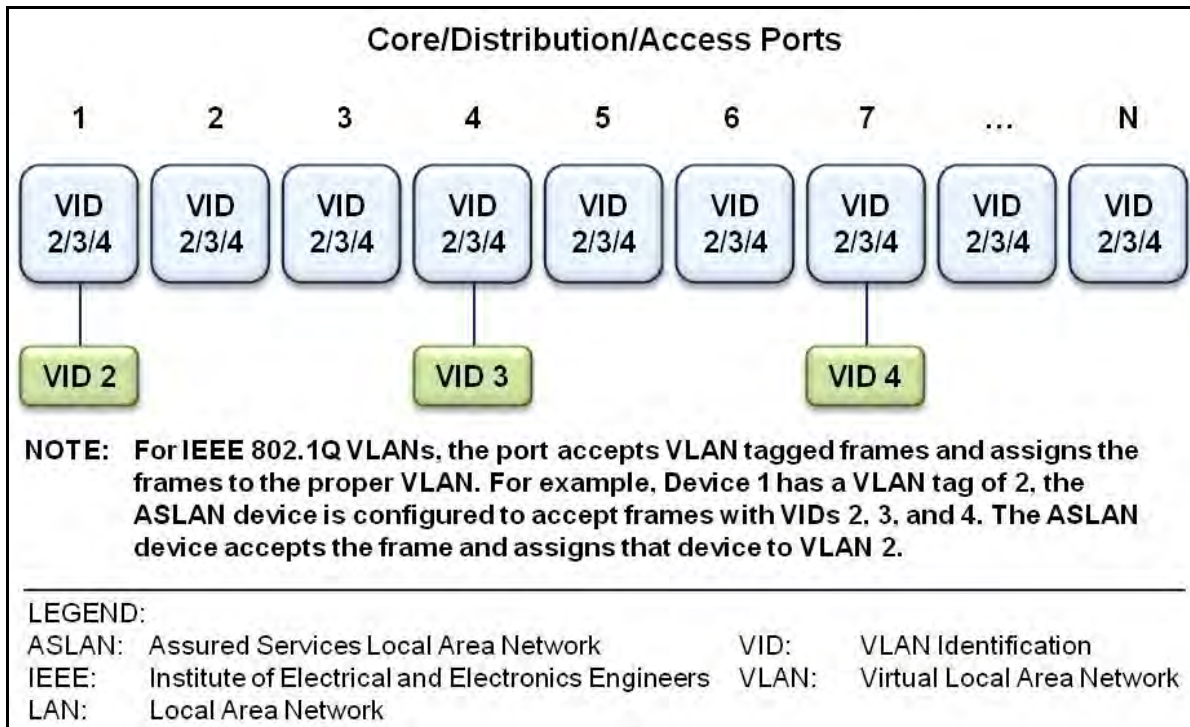 Core/Distribution/Access Ports
1 2 3 4 5 6 7 … N
VID VID VID VID VID VID VID VID VID
2/3/4 2/3/4 2/3/4 2/3/4 2/3/4 2/3/4 2/3/4 2/3/4 2/3/4
VID 2 VID 3 VID 4
NOTE: For IEEE 802.1Q VLANs, the port accepts VLAN tagged frames and assigns the
frames to the proper VLAN. For example, Device 1 has a VLAN tag of 2, the
ASLAN device is configured to accept frames with VIDs 2, 3, and 4. The ASLAN
device accepts the frame and assigns that device to VLAN 2.
LEGEND:
ASLAN: Assured Services Local Area Network VID: VLAN Identification
IEEE: Institute of Electrical and Electronics Engineers VLAN: Virtual Local Area Network
LAN: Local Area Network